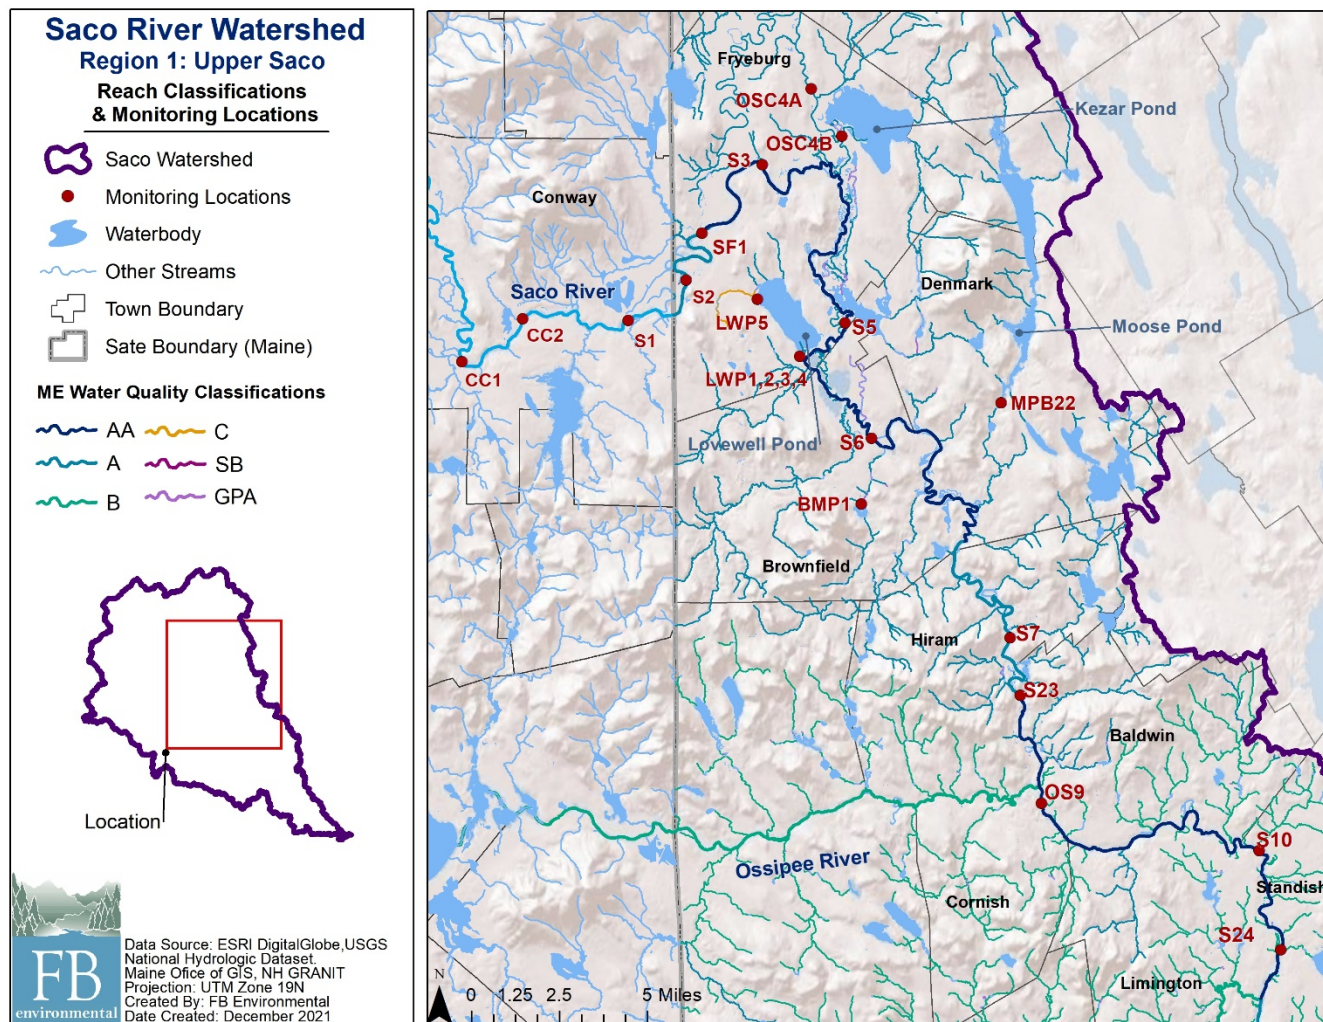 Saco River Watershed
Region 1: Upper Saco
Reach Classifications
& Monitoring Locations
Saco Watershed
Monitoring Locations
Waterbody
Other Streams
Town Boundary
Sate Boundary (Maine)
ME Water Quality Classifications
AA
C
A
SB
B
GPA
Location
FB
environmental
Data Source: ESRI DigitalGlobe,USGS
National Hydrologic Dataset.
Maine Ofice of GIS, NH GRANIT
Projection: UTM Zone 19N
Created By: FB Environmental
Date Created: December 2021
Fryeburg
OSC4A
Kezar Pond
OSC4B
S3
Conway
SF1
Denmark
S2
Saco River
LWP5
CC2
S1
S5
Moose Pond
CC1
LWP1,2,3,4
MPB22
Lovewell Pond
S6
BMP1
Brownfield
Hiram
S7
S23
Baldwin
OS9
S10
Ossipee River
Standish
Cornish
S24
Limington
N
0 1.25 2.5 5 Miles